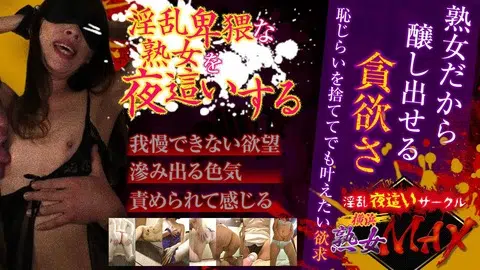 淫乱卑猥な
熟女を
夜這いする
我慢できない欲望
滲み出る色気
責められて感じる
熟女だから
醸し出せる
貪欲さ
恥じらいを捨ててでも叶えたい欲求
淫乱夜這いサークル
横浜
熟女MAX